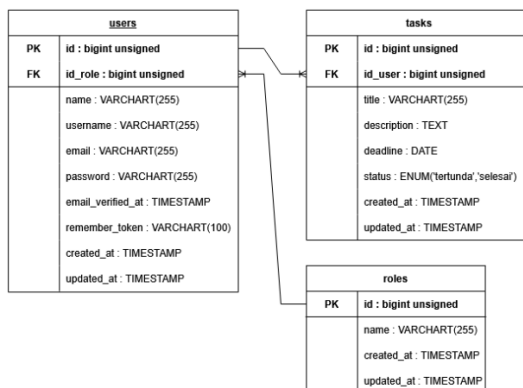 users
PK id : bigint unsigned
FK id_role : bigint unsigned
name : VARCHART(255)
username : VARCHART(255)
email : VARCHART(255)
password : VARCHART(255)
email_verified_at : TIMESTAMP
remember_token : VARCHART(100)
created_at : TIMESTAMP
updated_at : TIMESTAMP
tasks
PK id : bigint unsigned
FK id_user : bigint unsigned
title : VARCHART(255)
description : TEXT
deadline : DATE
status : ENUM('tertunda','selesai')
created_at : TIMESTAMP
updated_at : TIMESTAMP
roles
PK id : bigint unsigned
name : VARCHART(255)
created_at : TIMESTAMP
updated_at : TIMESTAMP